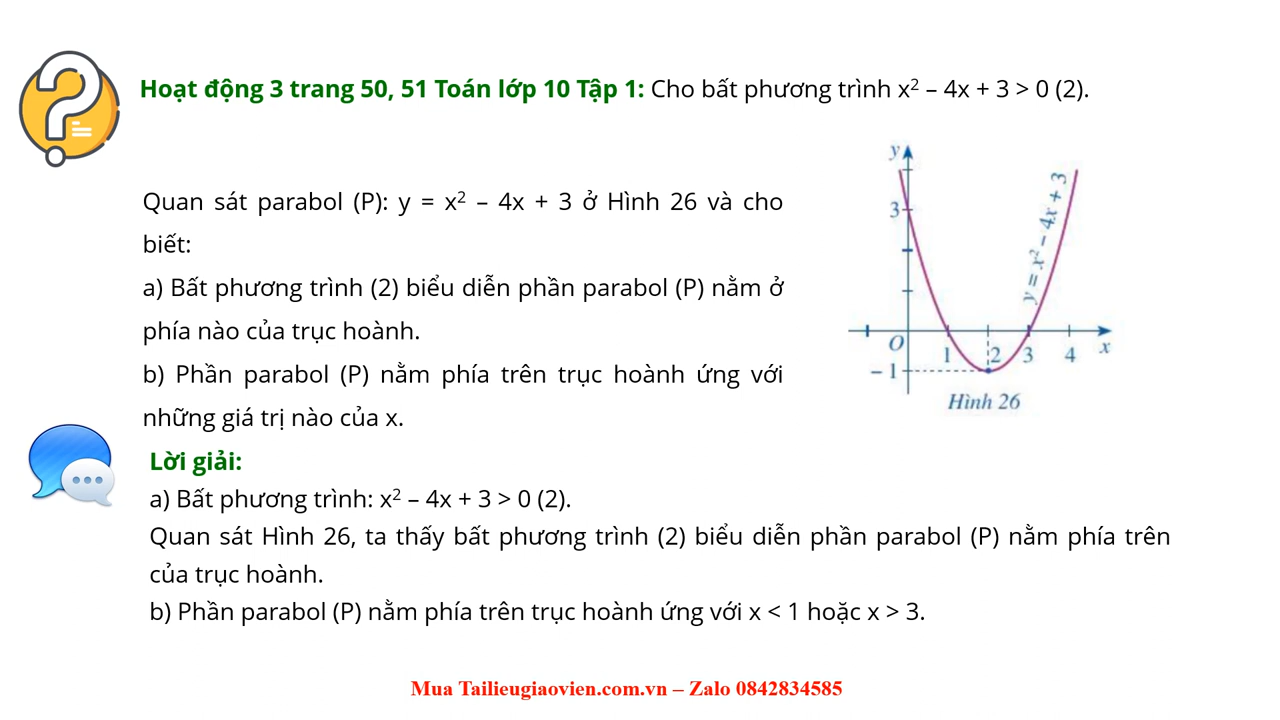 Hoạt động 3 trang 50, 51 Toán lớp 10 Tập 1: Cho bất phương trình x² – 4x + 3 > 0 (2).
Quan sát parabol (P): y = x² – 4x + 3 ở Hình 26 và cho
biết:
a) Bất phương trình (2) biểu diễn phần parabol (P) nằm ở
phía nào của trục hoành.
b) Phần parabol (P) nằm phía trên trục hoành ứng với
những giá trị nào của x.
y
3
y = x² – 4x + 3
O
1 2 3 4 x
– 1
Hình 26
Lời giải:
a) Bất phương trình: x² – 4x + 3 > 0 (2).
Quan sát Hình 26, ta thấy bất phương trình (2) biểu diễn phần parabol (P) nằm phía trên
của trục hoành.
b) Phần parabol (P) nằm phía trên trục hoành ứng với x < 1 hoặc x > 3.
Mua Tailieugiaovien.com.vn – Zalo 0842834585